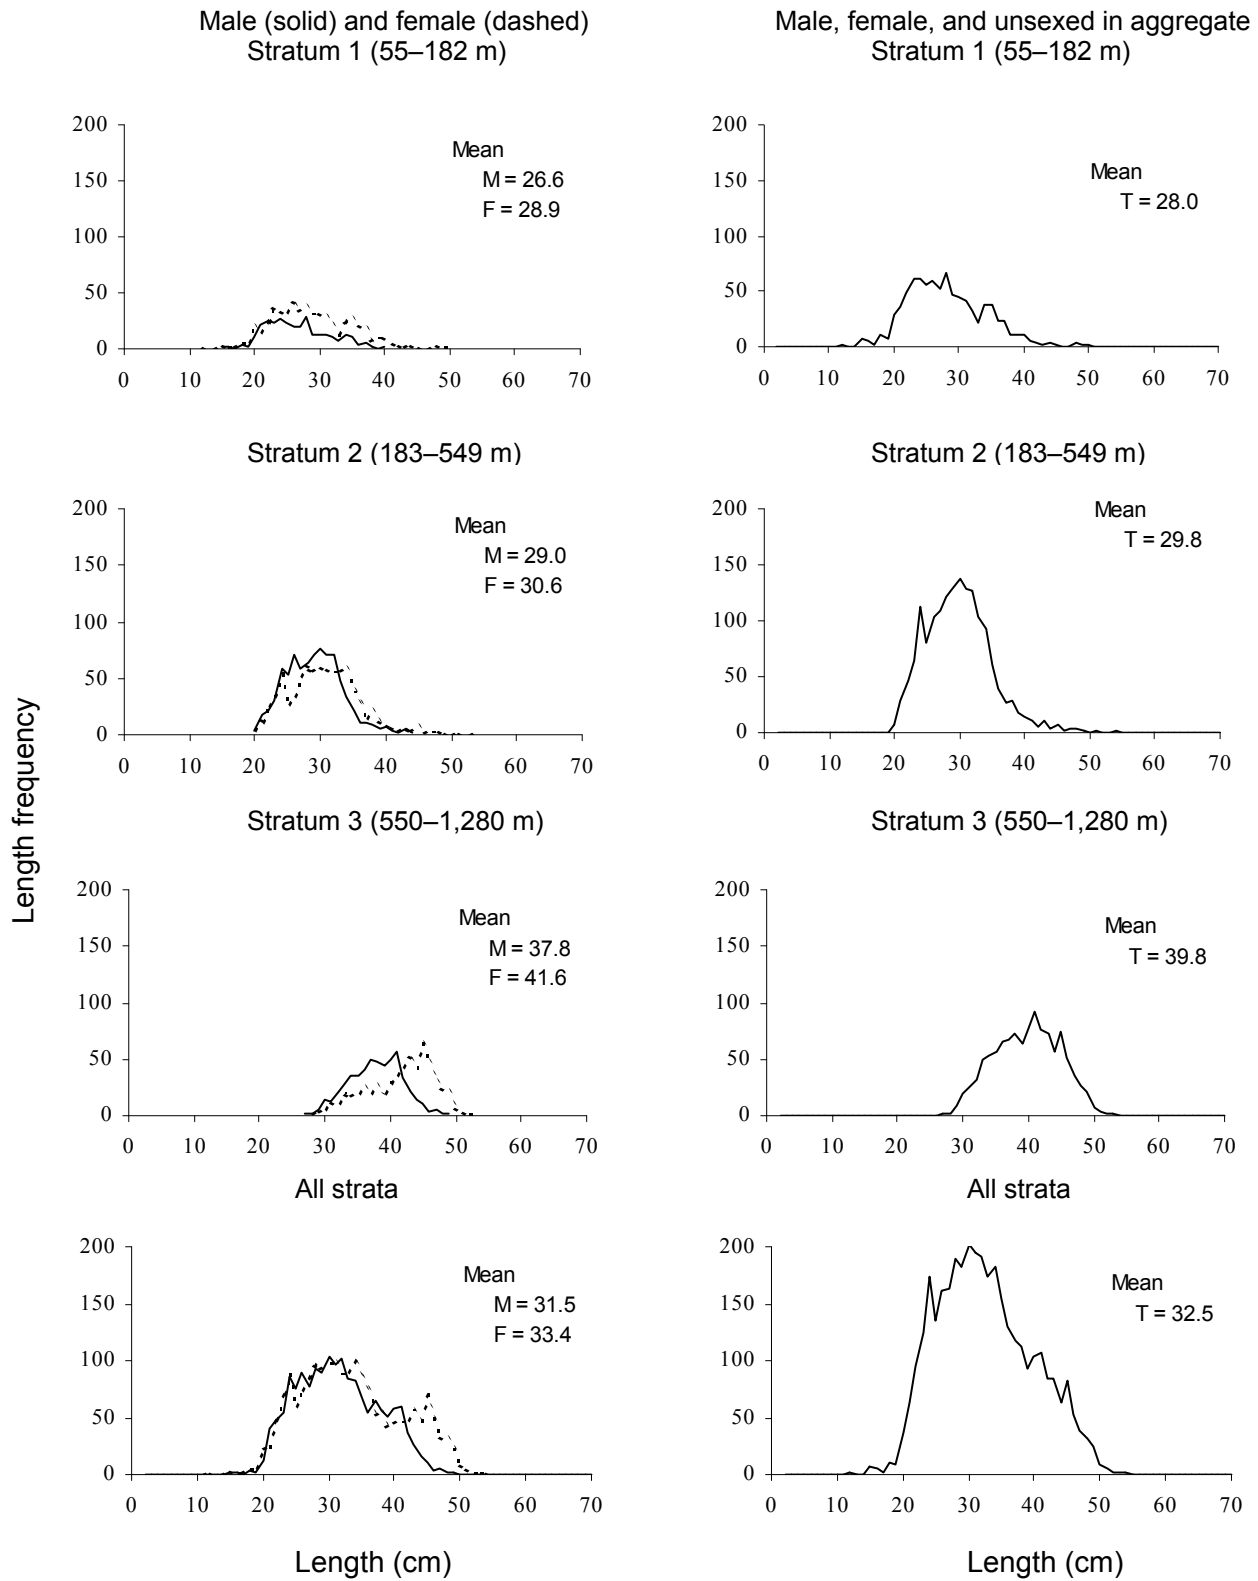 Male (solid) and female (dashed)
Stratum 1 (55–182 m)
Male, female, and unsexed in aggregate
Stratum 1 (55–182 m)
200
150
100
50
0
0 10 20 30 40 50 60 70
Mean
M = 26.6
F = 28.9
200
150
100
50
0
0 10 20 30 40 50 60 70
Mean
T = 28.0
Stratum 2 (183–549 m)
Stratum 2 (183–549 m)
200
150
100
50
0
0 10 20 30 40 50 60 70
Mean
M = 29.0
F = 30.6
200
150
100
50
0
0 10 20 30 40 50 60 70
Mean
T = 29.8
Length frequency
Stratum 3 (550–1,280 m)
Stratum 3 (550–1,280 m)
200
150
100
50
0
0 10 20 30 40 50 60 70
Mean
M = 37.8
F = 41.6
200
150
100
50
0
0 10 20 30 40 50 60 70
Mean
T = 39.8
All strata
All strata
200
150
100
50
0
0 10 20 30 40 50 60 70
Mean
M = 31.5
F = 33.4
200
150
100
50
0
0 10 20 30 40 50 60 70
Mean
T = 32.5
Length (cm)
Length (cm)